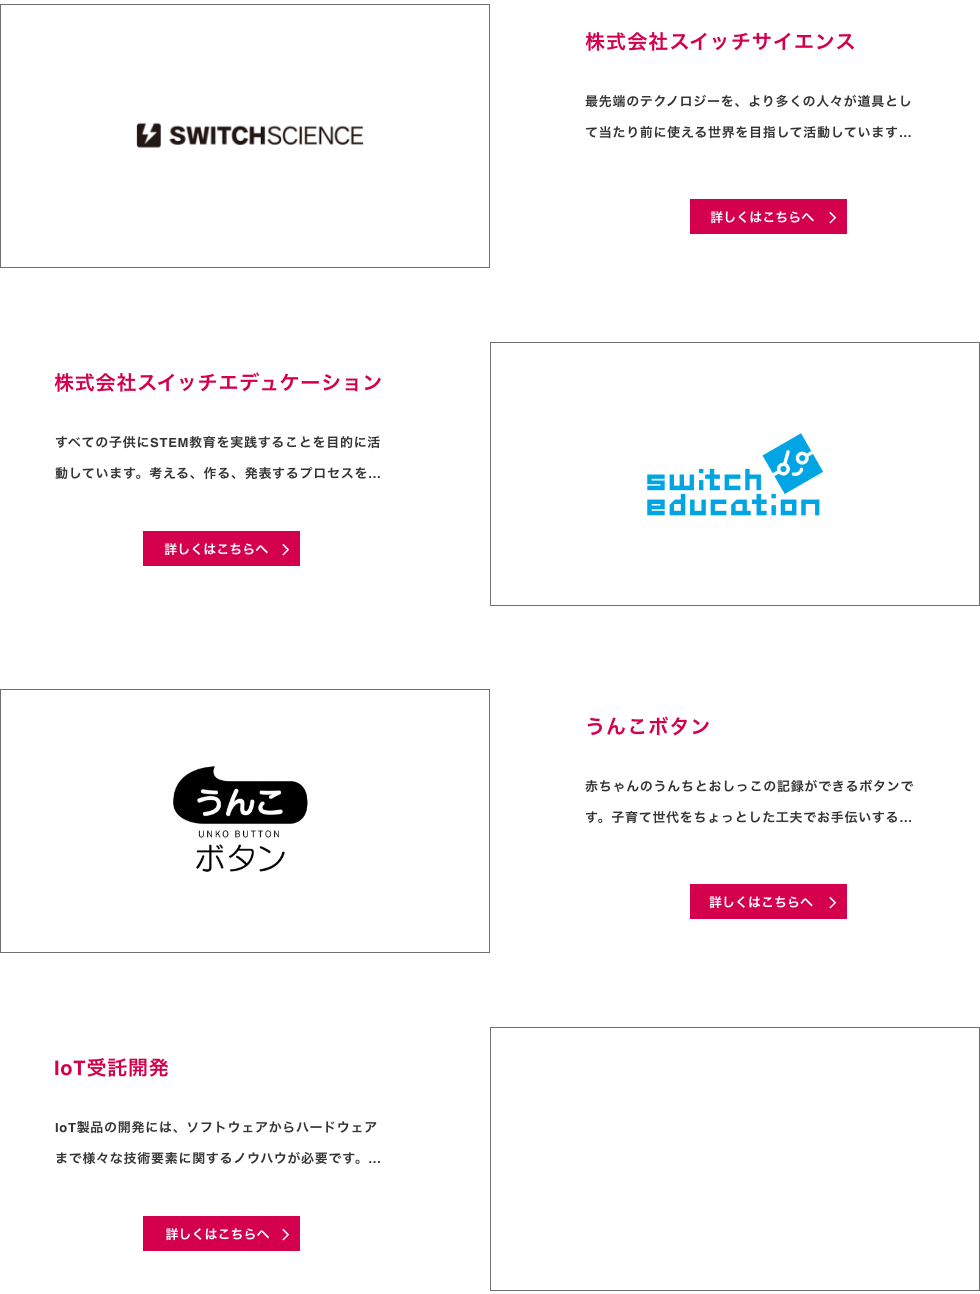 SWITCHSCIENCE
株式会社スイッチサイエンス
最先端のテクノロジーを、より多くの人々が道具とし
て当たり前に使える世界を目指して活動しています...
詳しくはこちらへ
株式会社スイッチエデュケーション
すべての子供にSTEM教育を実践することを目的に活
動しています。考える、作る、発表するプロセスを...
詳しくはこちらへ
switch
education
うんこ
UNKO BUTTON
ボタン
うんこボタン
赤ちゃんのうんちとおしっこの記録ができるボタンで
す。子育て世代をちょっとした工夫でお手伝いする...
詳しくはこちらへ
IoT受託開発
IoT製品の開発には、ソフトウェアからハードウェア
まで様々な技術要素に関するノウハウが必要です。...
詳しくはこちらへ